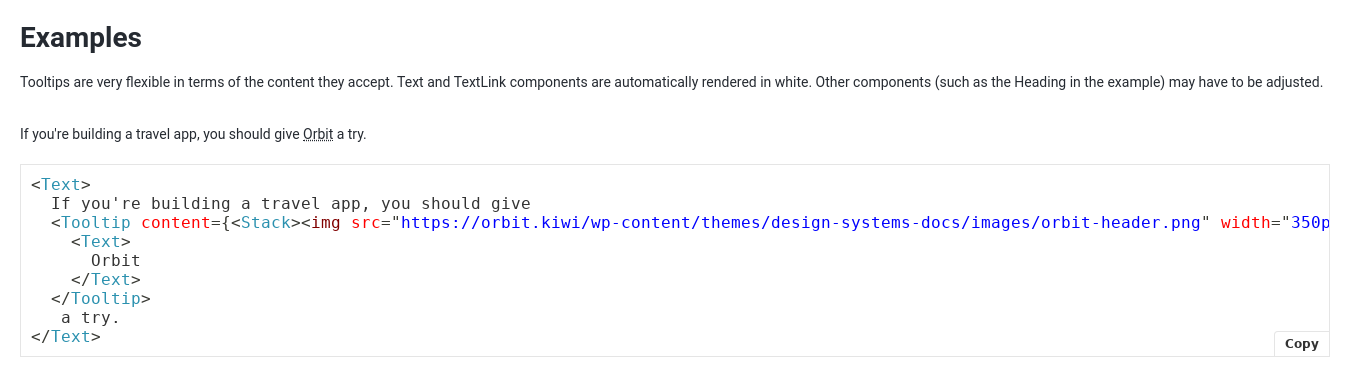 Examples
Tooltips are very flexible in terms of the content they accept. Text and TextLink components are automatically rendered in white. Other components (such as the Heading in the example) may have to be adjusted.
If you're building a travel app, you should give Orbit a try.
<Text>
  If you're building a travel app, you should give
  <Tooltip content={<Stack><img src="https://orbit.kiwi/wp-content/themes/design-systems-docs/images/orbit-header.png" width="350p
    <Text>
      Orbit
    </Text>
  </Tooltip>
   a try.
</Text>
Copy